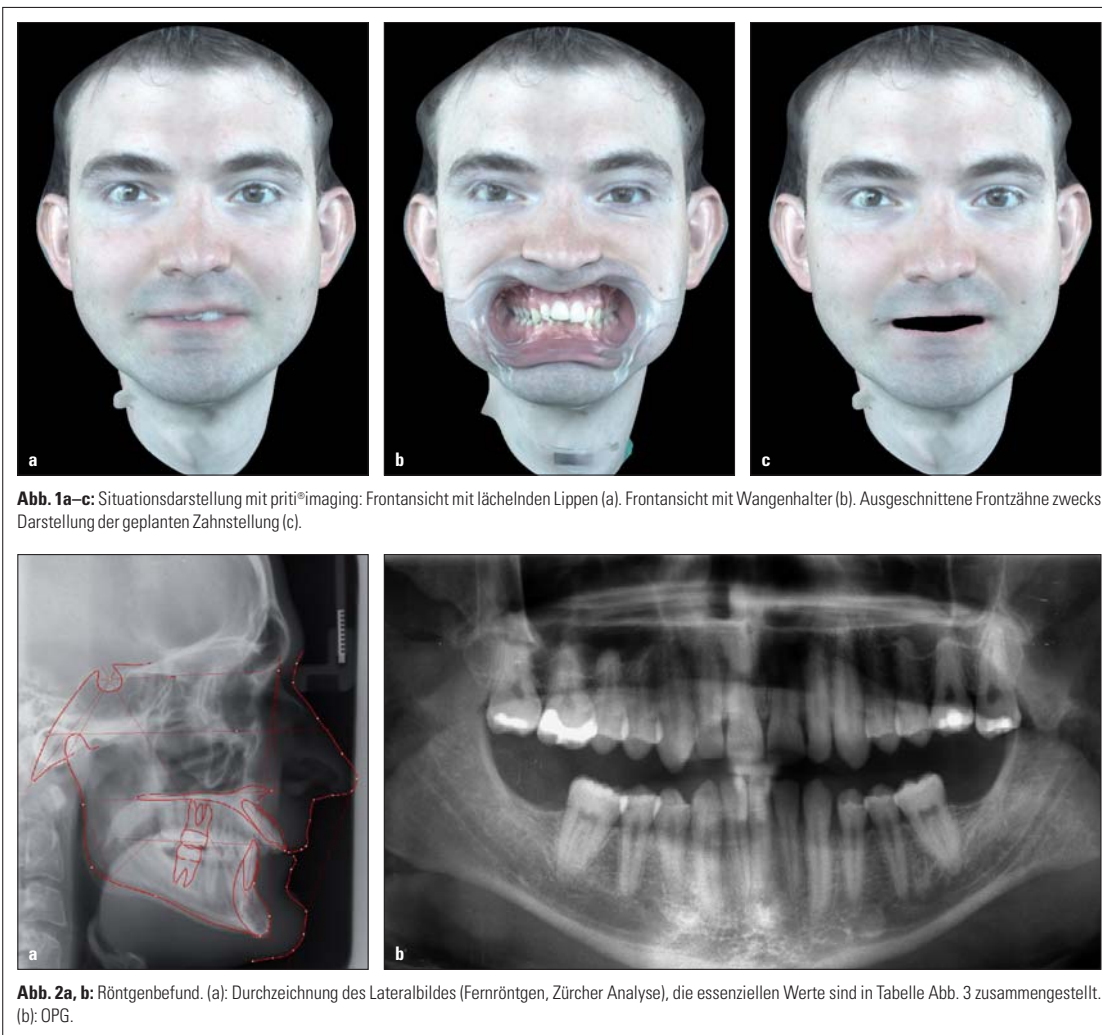 a
b
c
Abb. 1a–c: Situationsdarstellung mit priti®imaging: Frontansicht mit lächelnden Lippen (a). Frontansicht mit Wangenhalter (b). Ausgeschnittene Frontzähne zwecks
Darstellung der geplanten Zahnstellung (c).
a
b
Abb. 2a, b: Röntgenbefund. (a): Durchzeichnung des Lateralbildes (Fernröntgen, Zürcher Analyse), die essenziellen Werte sind in Tabelle Abb. 3 zusammengestellt.
(b): OPG.